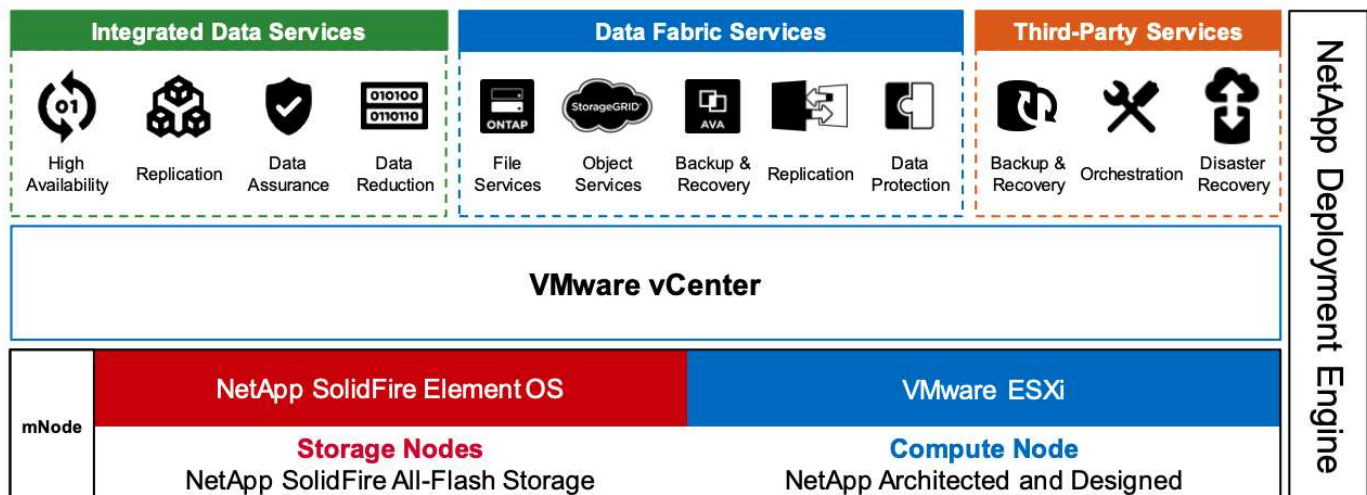 Integrated Data Services
Data Fabric Services
Third-Party Services
01
010100
0110110
ONTAP
StorageGRID
AVA
High
Availability
Replication
Data
Assurance
Data
Reduction
File
Services
Object
Services
Backup &
Recovery
Replication
Data
Protection
Backup &
Recovery
Orchestration
Disaster
Recovery
VMware vCenter
mNode
NetApp SolidFire Element OS
VMware ESXi
Storage Nodes
NetApp SolidFire All-Flash Storage
Compute Node
NetApp Architected and Designed
NetApp Deployment Engine